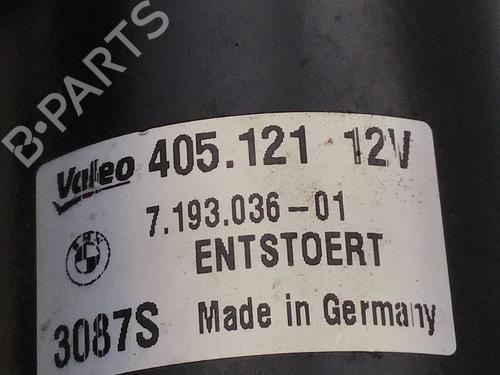 B-PARTS
Valeo 405.121 12V
7.193.036-01
ENTSTOERT
3087S Made in Germany